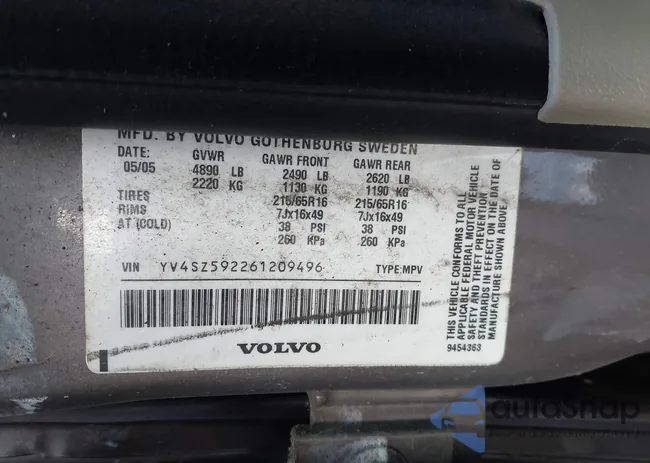 MFD. BY VOLVO GOTHENBURG SWEDEN
DATE: GVWR GAWR FRONT GAWR REAR
05/05 4890 LB 2490 LB 2620 LB
2220 KG 1130 KG 1190 KG
TIRES 215/65R16 215/65R16
RIMS 7Jx16x49 7Jx16x49
AT (COLD) 38 PSI 38 PSI
260 KPa 260 KPa
VIN YV4SZ592261209496 TYPE:MPV
VOLVO
THIS VEHICLE CONFORMS TO ALL
APPLICABLE FEDERAL MOTOR VEHICLE
SAFETY AND THEFT PREVENTION
STANDARDS IN EFFECT ON THE DATE OF
MANUFACTURE SHOWN ABOVE.
9454363
autoSnap